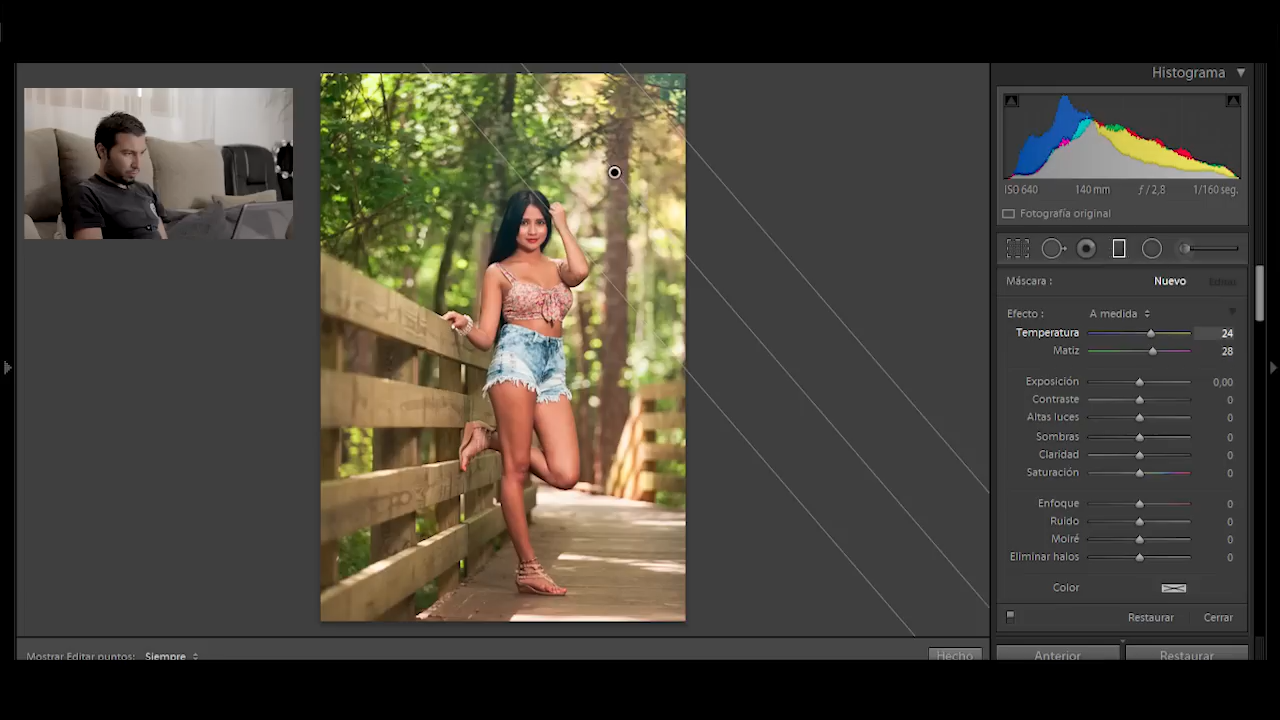 Histograma
ISO 640 140 mm ƒ / 2,8 1/160 seg.
Fotografía original
Máscara : Nuevo Editar
Efecto : A medida
Temperatura 24
Matiz 28
Exposición 0,00
Contraste 0
Altas luces 0
Sombras 0
Claridad 0
Saturación 0
Enfoque 0
Ruido 0
Moiré 0
Eliminar halos 0
Color
Restaurar Cerrar
Mostrar Editar puntos: Siempre Hecho
Anterior Restaurar